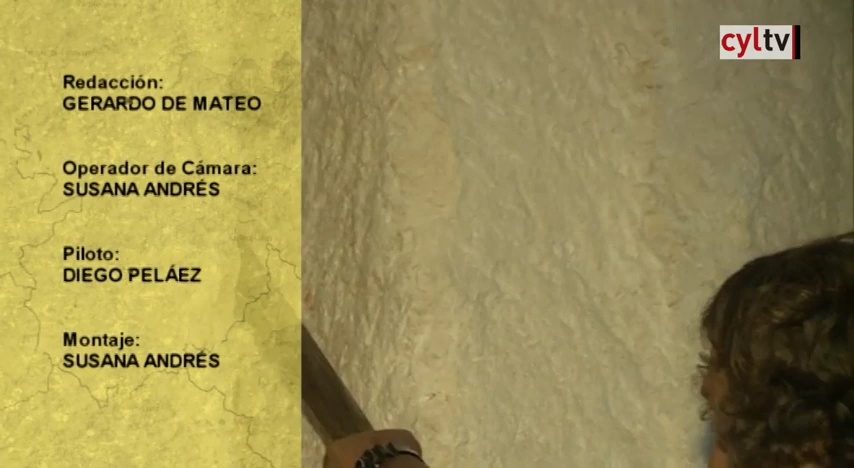 cyltv
Redacción:
GERARDO DE MATEO
Operador de Cámara:
SUSANA ANDRÉS
Piloto:
DIEGO PELÁEZ
Montaje:
SUSANA ANDRÉS